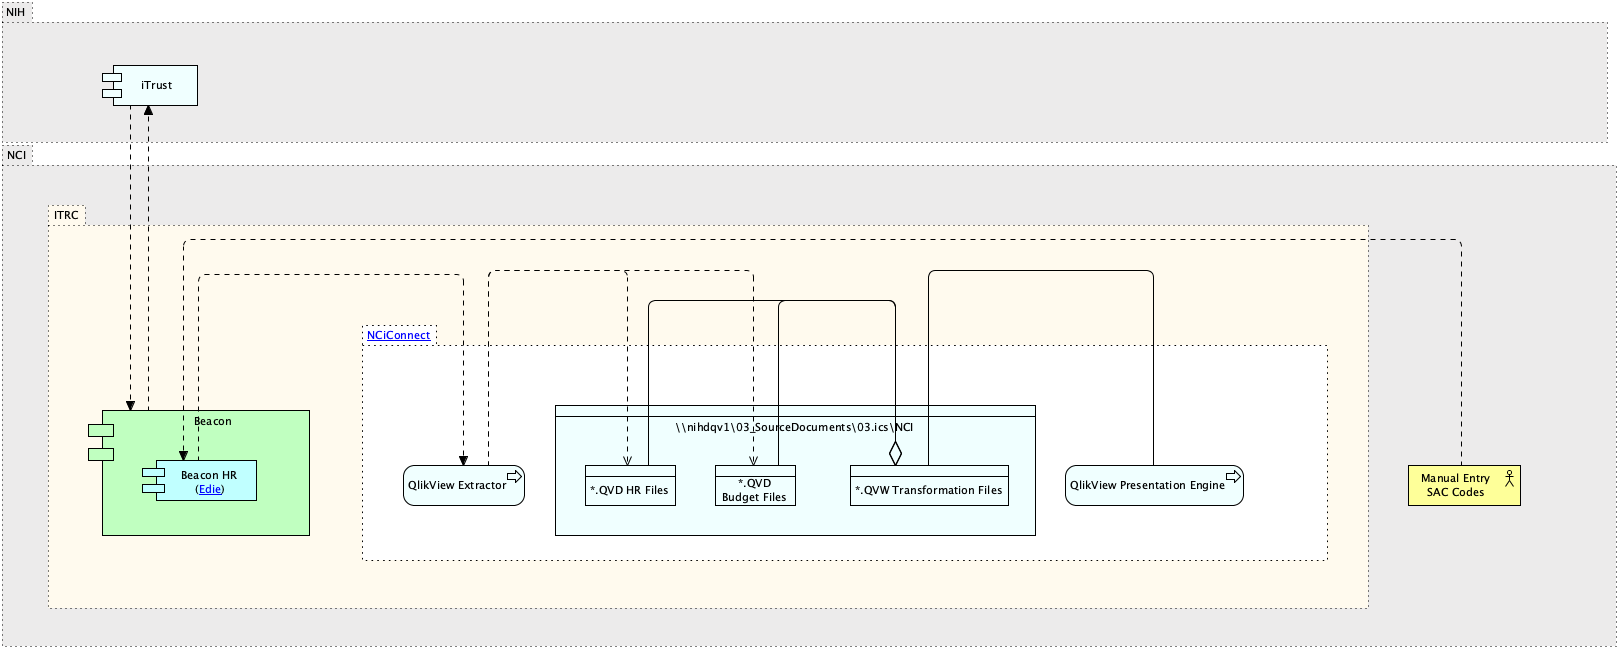 NIH
iTrust
NCI
ITRC
NCiConnect
Beacon
\\nihdqv1\03_SourceDocuments\03.ics\NCI
Beacon HR
(Edie)
QlikView Extractor
*.QVD HR Files
*.QVD
Budget Files
*.QVW Transformation Files
QlikView Presentation Engine
Manual Entry
SAC Codes